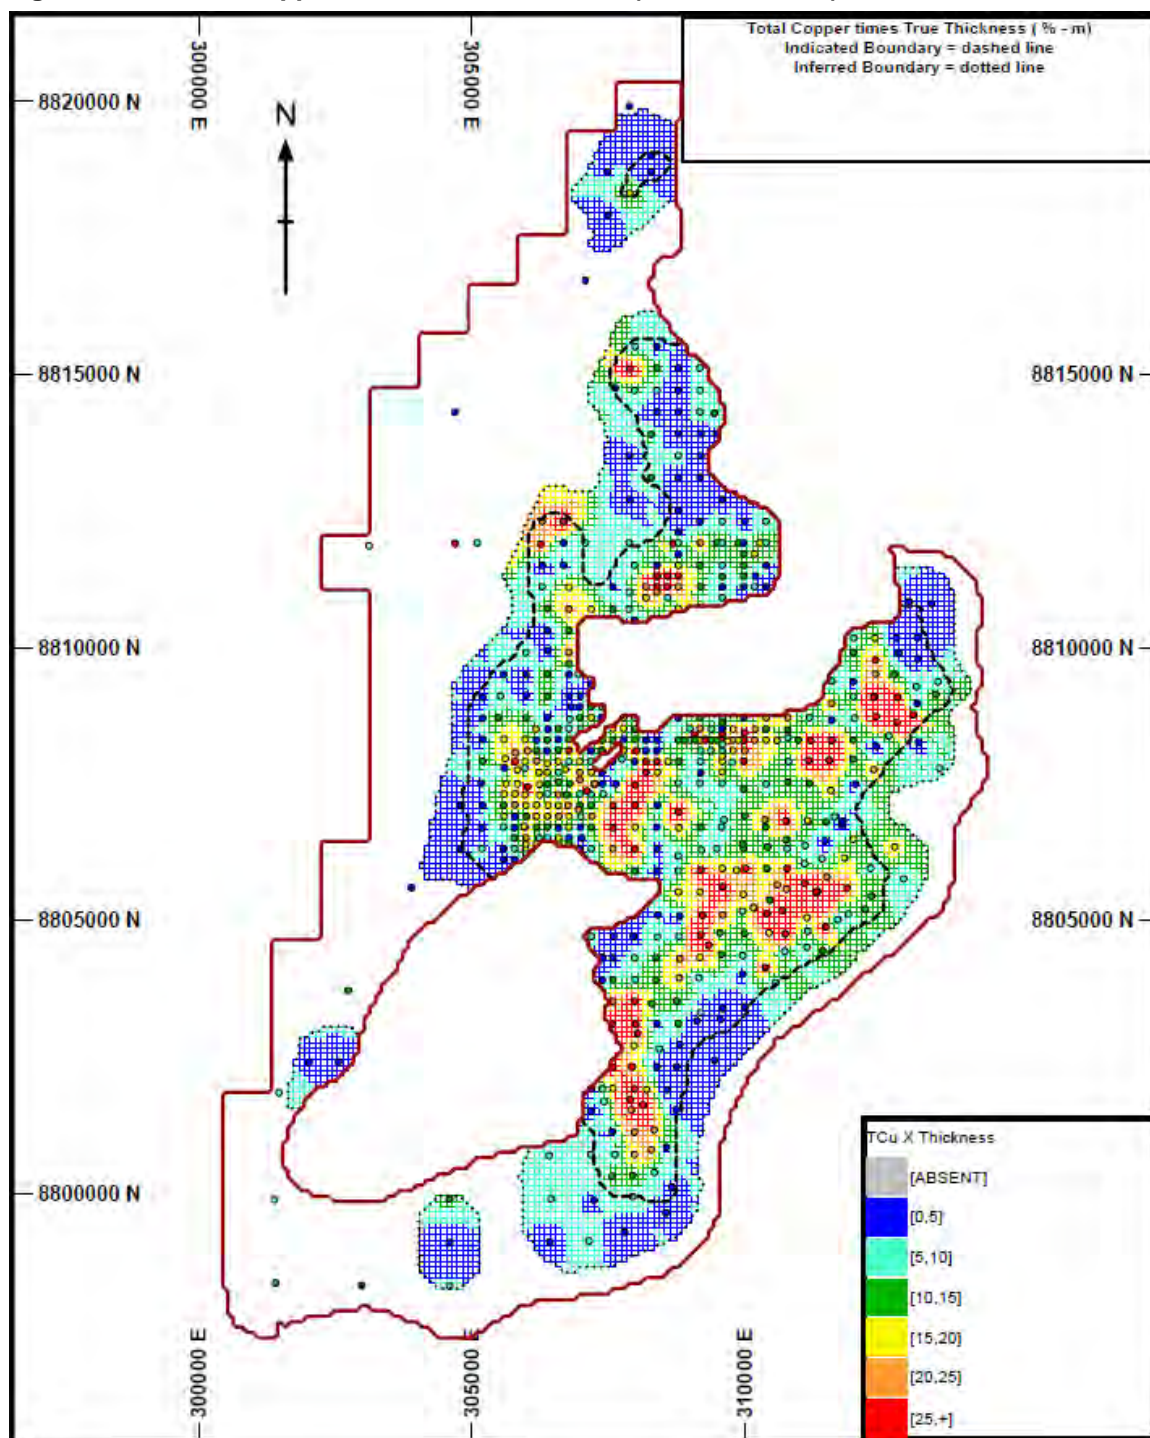 Total Copper times True Thickness ( % - m)
Indicated Boundary = dashed line
Inferred Boundary = dotted line
300000 E
305000 E
8820000 N
N
8815000 N
8815000 N
8810000 N
8810000 N
8805000 N
8805000 N
8800000 N
TCu X Thickness
[ABSENT]
[0,5]
[5,10]
[10,15]
[15,20]
[20,25]
[25,+]
300000 E
305000 E
310000 E